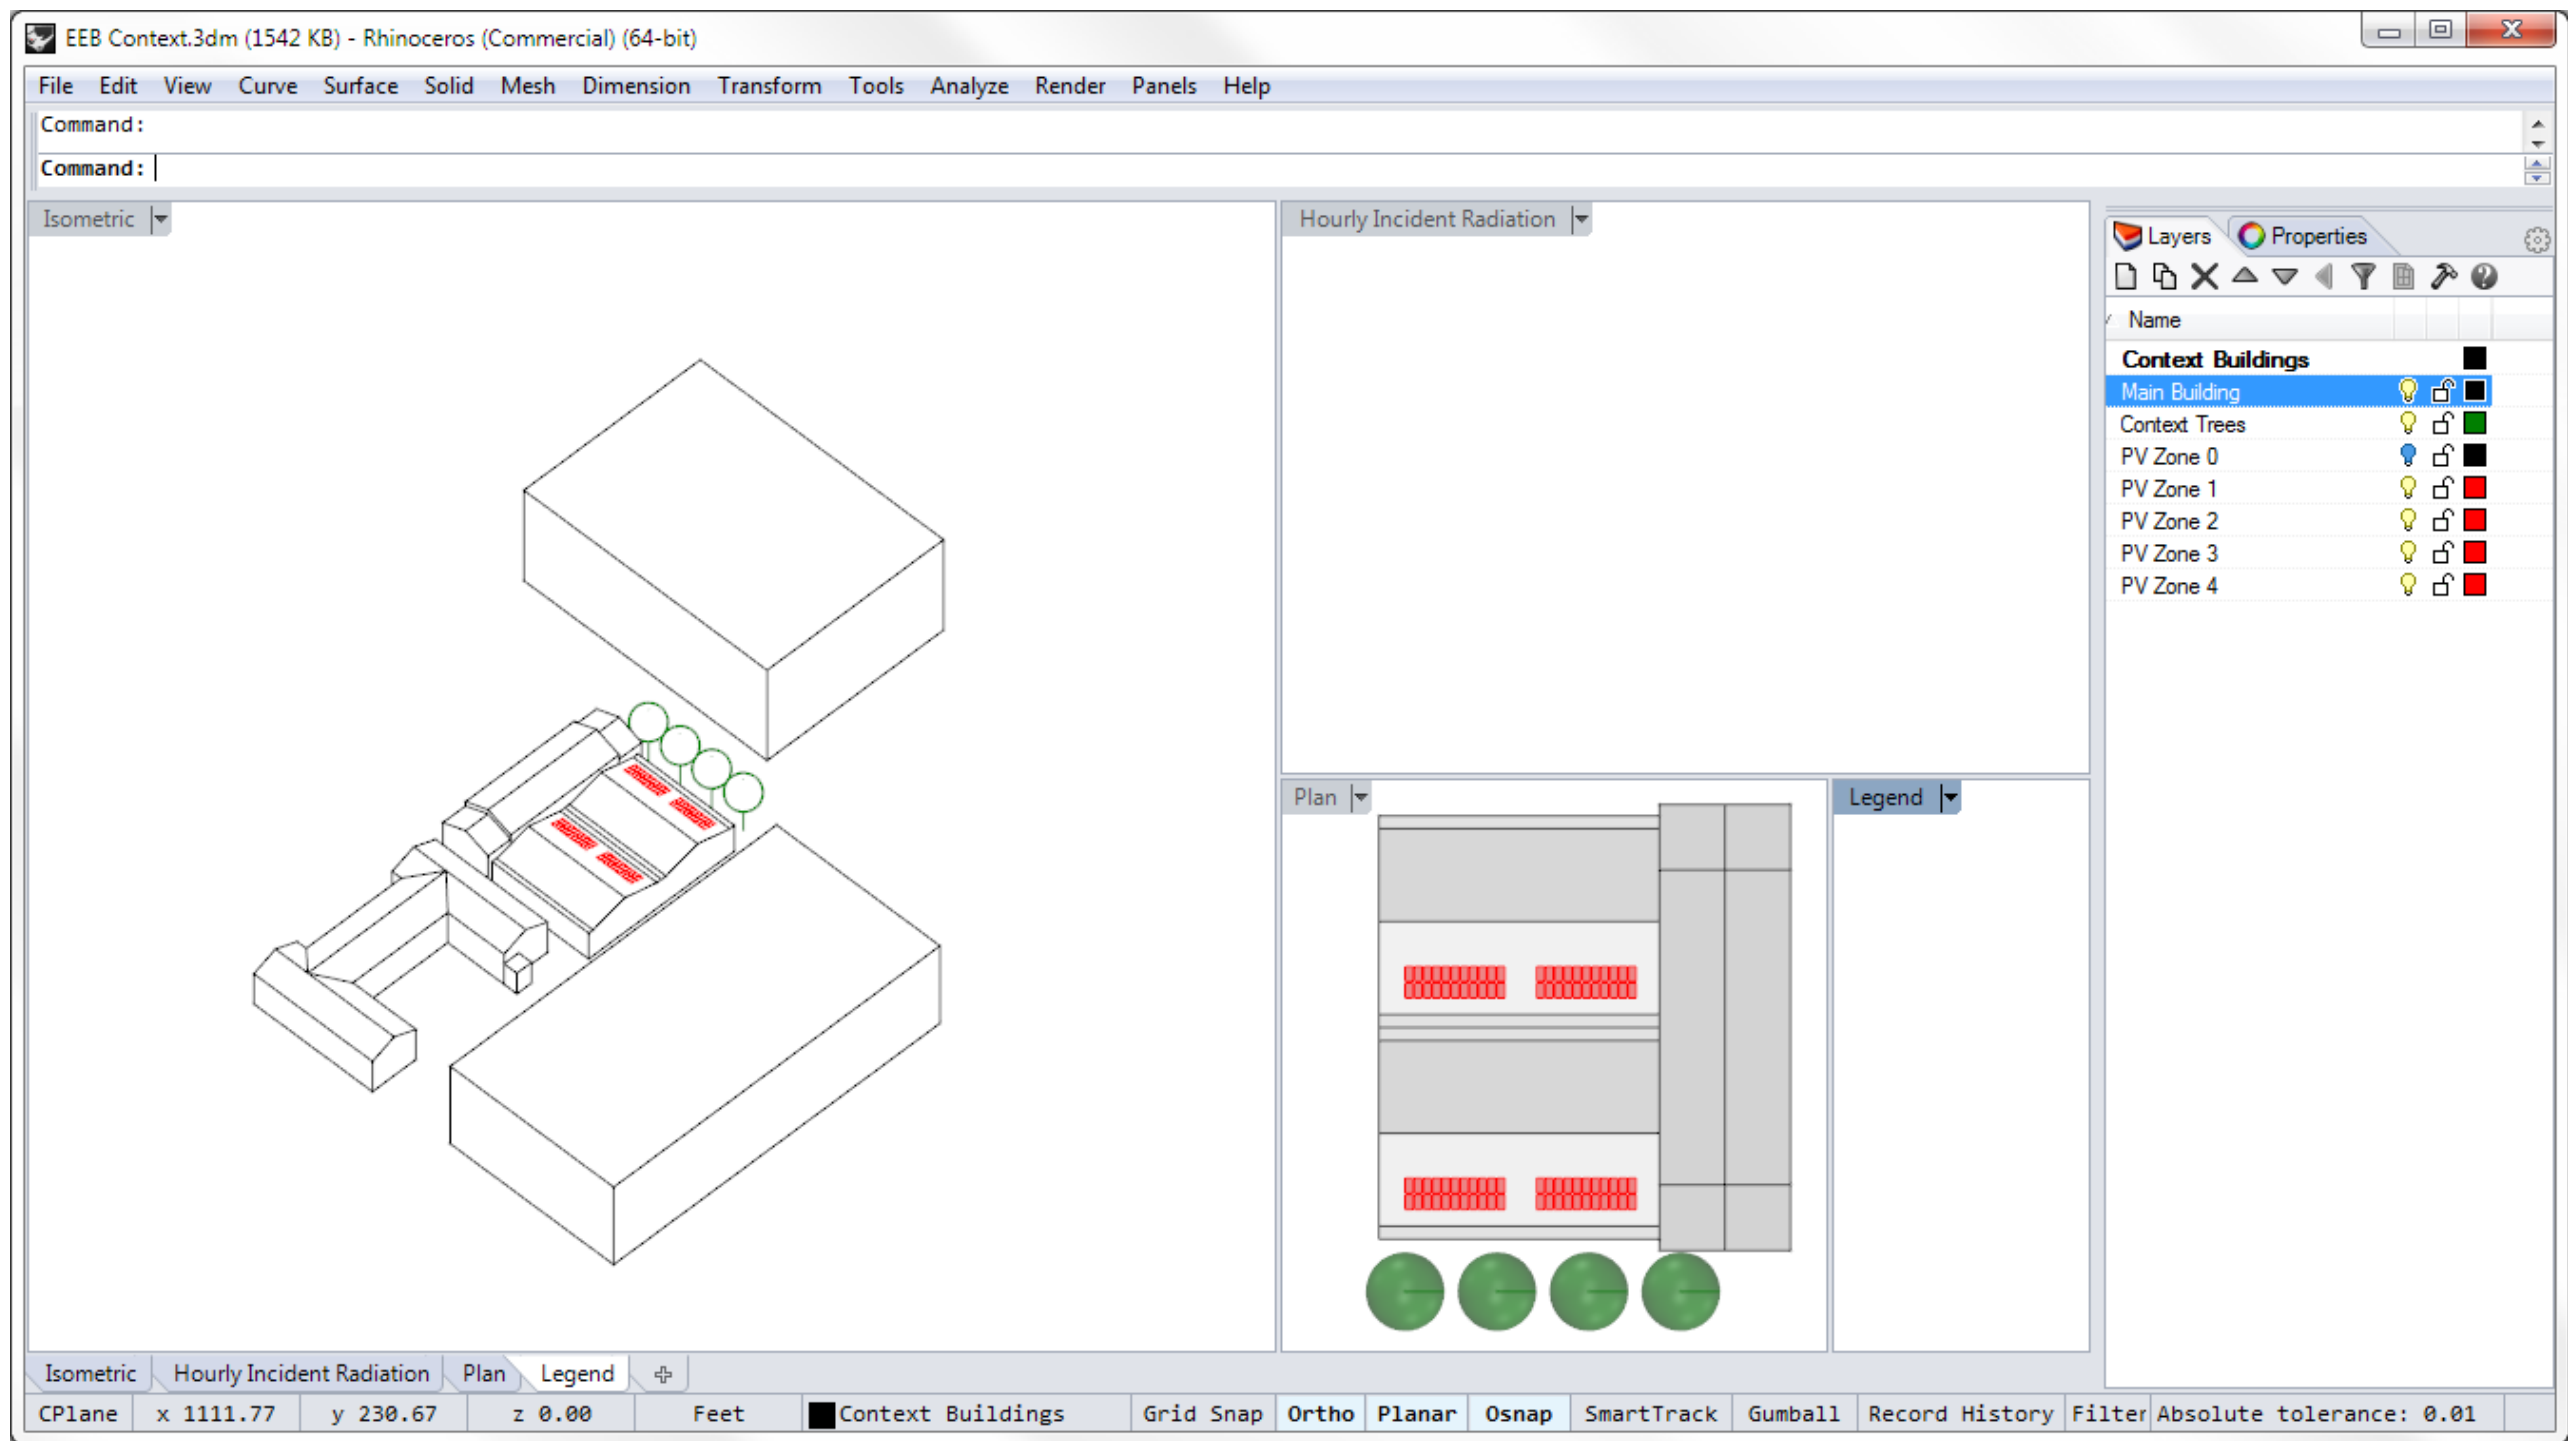 EEB Context.3dm (1542 KB) - Rhinoceros (Commercial) (64-bit)
File Edit View Curve Surface Solid Mesh Dimension Transform Tools Analyze Render Panels Help
Command:
Command:
Isometric
Hourly Incident Radiation
Layers Properties
Name
Context Buildings
Main Building
Context Trees
PV Zone 0
PV Zone 1
PV Zone 2
PV Zone 3
PV Zone 4
Plan
Legend
Isometric Hourly Incident Radiation Plan Legend
CPlane x 1111.77 y 230.67 z 0.00 Feet Context Buildings Grid Snap Ortho Planar Osnap SmartTrack Gumball Record History Filter Absolute tolerance: 0.01